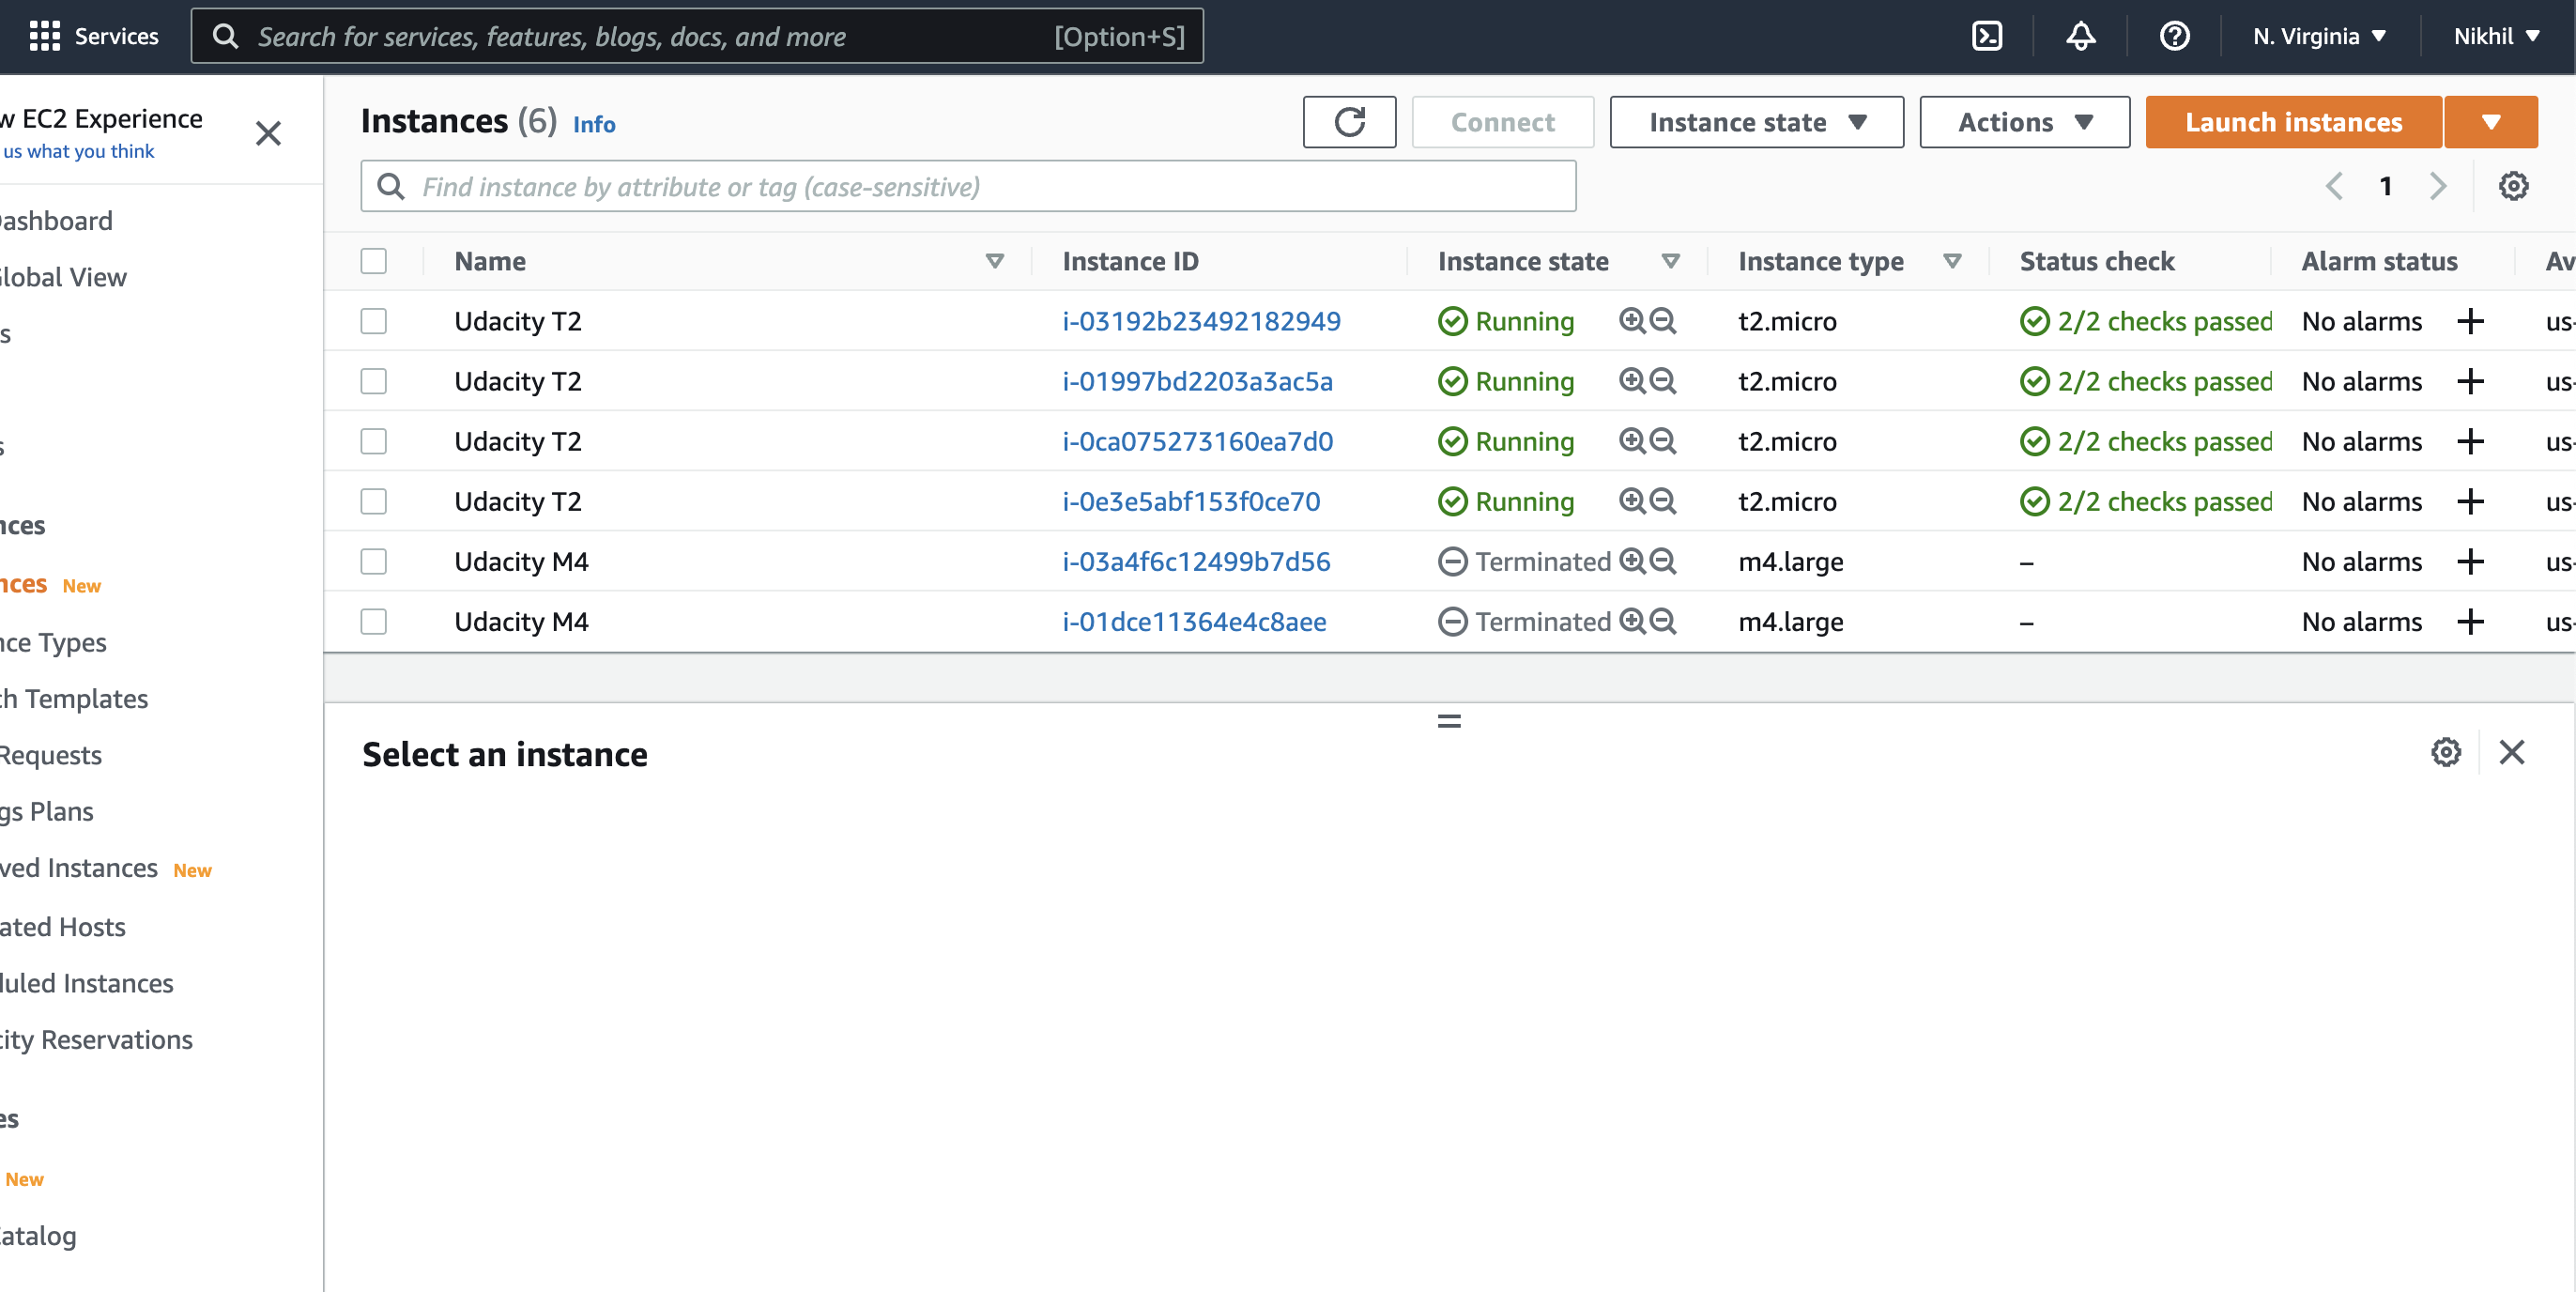 Services Search for services, features, blogs, docs, and more [Option+S] N. Virginia Nikhil
w EC2 Experience
us what you think
Dashboard
Global View
s
s
nces
nces New
nce Types
ch Templates
Requests
gs Plans
ved Instances New
ated Hosts
duled Instances
city Reservations
es
New
Catalog
Instances (6) Info Connect Instance state Actions Launch instances
Find instance by attribute or tag (case-sensitive) 1
Name Instance ID Instance state Instance type Status check Alarm status Av
Udacity T2 i-03192b23492182949 Running t2.micro 2/2 checks passed No alarms us-
Udacity T2 i-01997bd2203a3ac5a Running t2.micro 2/2 checks passed No alarms us-
Udacity T2 i-0ca075273160ea7d0 Running t2.micro 2/2 checks passed No alarms us-
Udacity T2 i-0e3e5abf153f0ce70 Running t2.micro 2/2 checks passed No alarms us-
Udacity M4 i-03a4f6c12499b7d56 Terminated m4.large – No alarms us-
Udacity M4 i-01dce11364e4c8aee Terminated m4.large – No alarms us-
Select an instance